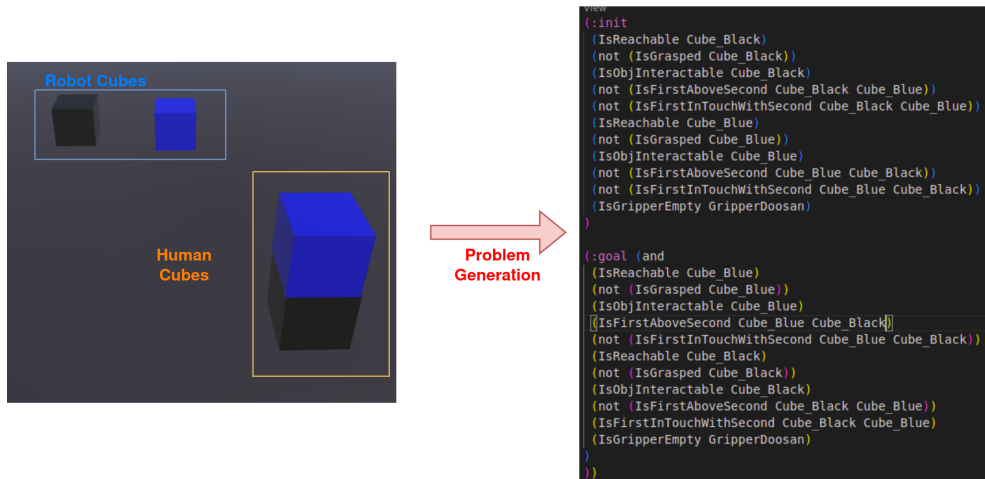 Robot Cubes
Human
Cubes
Problem
Generation
View
(:init
(IsReachable Cube_Black)
(not (IsGrasped Cube_Black))
(IsObjInteractable Cube_Black)
(not (IsFirstAboveSecond Cube_Black Cube_Blue))
(not (IsFirstInTouchWithSecond Cube_Black Cube_Blue))
(IsReachable Cube_Blue)
(not (IsGrasped Cube_Blue))
(IsObjInteractable Cube_Blue)
(not (IsFirstAboveSecond Cube_Blue Cube_Black))
(not (IsFirstInTouchWithSecond Cube_Blue Cube_Black))
(IsGripperEmpty GripperDoosan)
)
(:goal (and
(IsReachable Cube_Blue)
(not (IsGrasped Cube_Blue))
(IsObjInteractable Cube_Blue)
(IsFirstAboveSecond Cube_Blue Cube_Black)
(not (IsFirstInTouchWithSecond Cube_Blue Cube_Black))
(IsReachable Cube_Black)
(not (IsGrasped Cube_Black))
(IsObjInteractable Cube_Black)
(not (IsFirstAboveSecond Cube_Black Cube_Blue))
(IsFirstInTouchWithSecond Cube_Black Cube_Blue)
(IsGripperEmpty GripperDoosan)
)
))